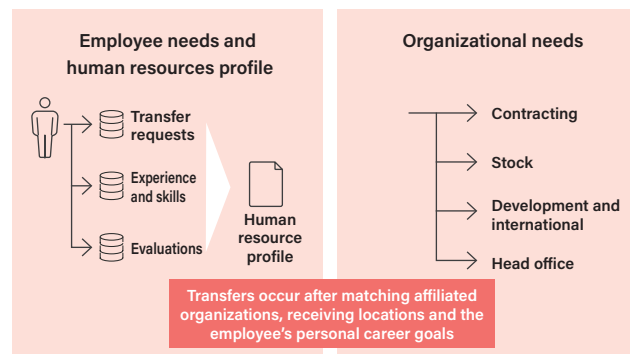 Employee needs and
human resources profile
Transfer
requests
Experience
and skills
Evaluations
Human
resource
profile
Organizational needs
Contracting
Stock
Development and
international
Head office
Transfers occur after matching affiliated
organizations, receiving locations and the
employee’s personal career goals